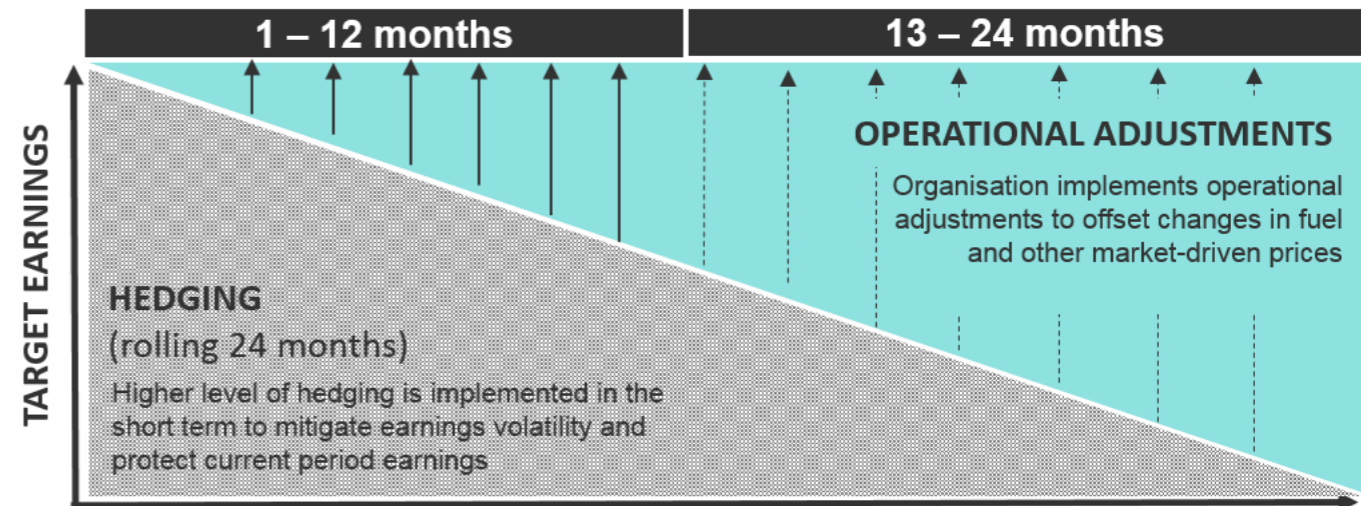 1 – 12 months
13 – 24 months
TARGET EARNINGS
OPERATIONAL ADJUSTMENTS
Organisation implements operational
adjustments to offset changes in fuel
and other market-driven prices
HEDGING
(rolling 24 months)
Higher level of hedging is implemented in the
short term to mitigate earnings volatility and
protect current period earnings